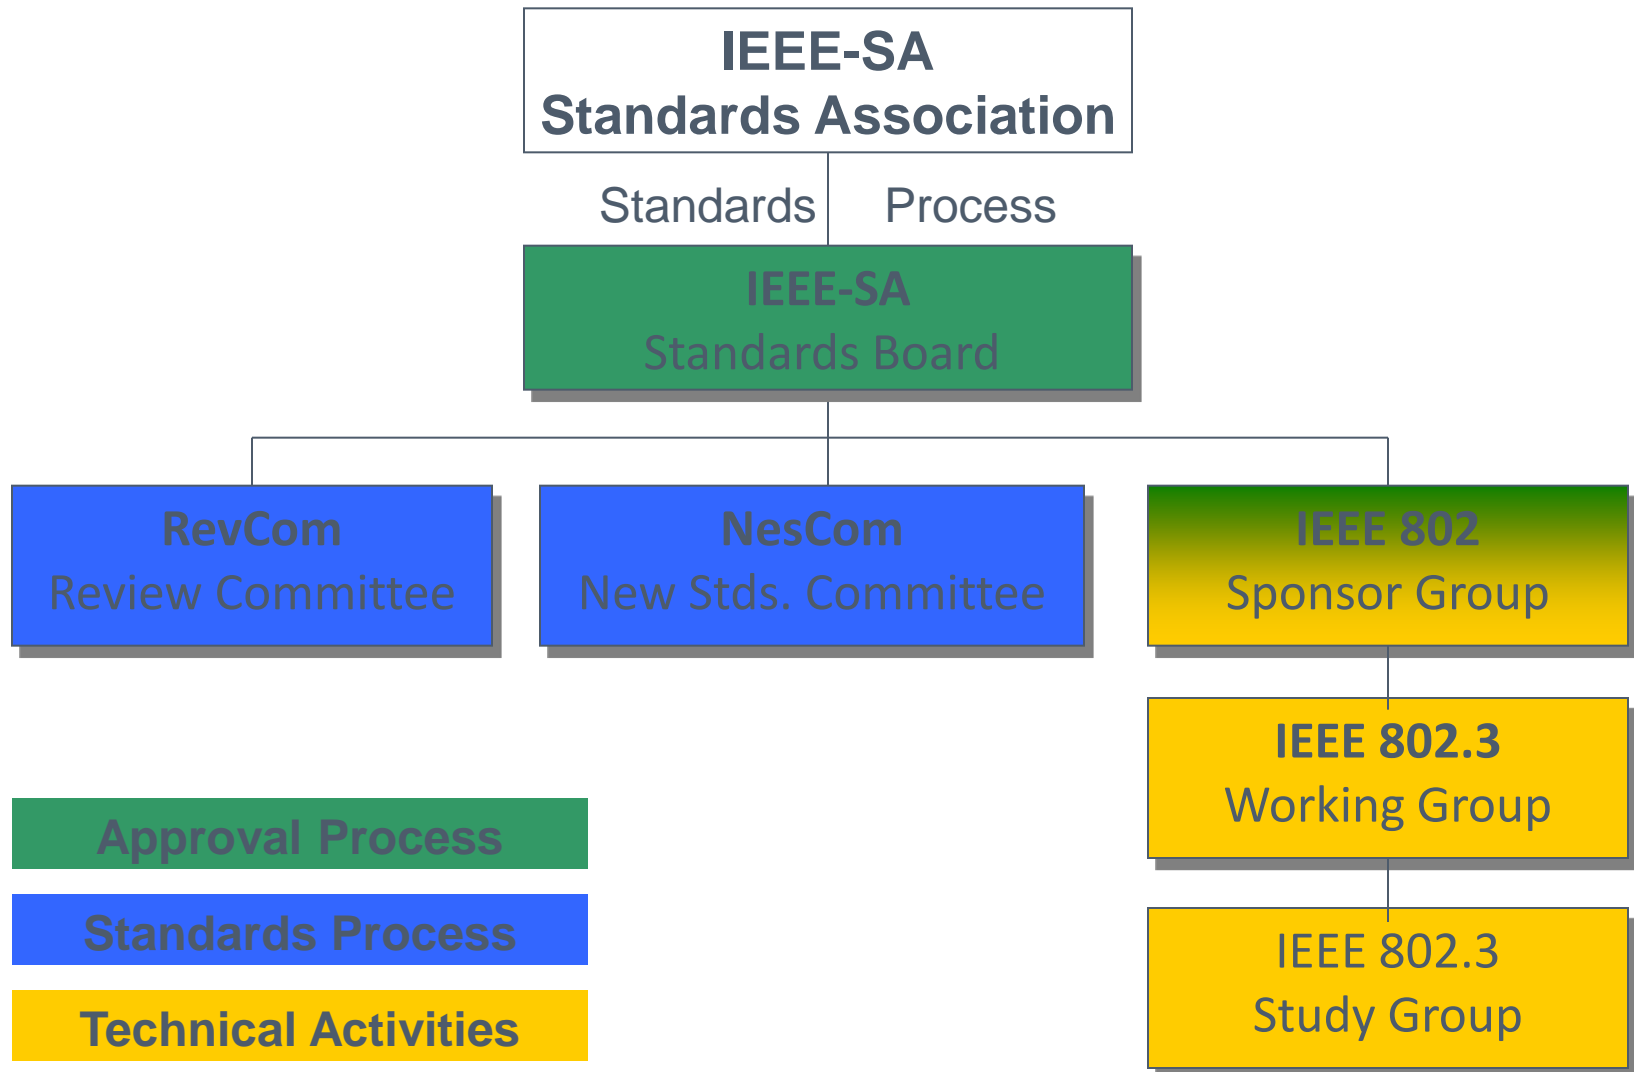 IEEE-SA
Standards Association
Standards Process
IEEE-SA
Standards Board
RevCom
Review Committee
NesCom
New Stds. Committee
IEEE 802
Sponsor Group
IEEE 802.3
Working Group
IEEE 802.3
Study Group
Approval Process
Standards Process
Technical Activities